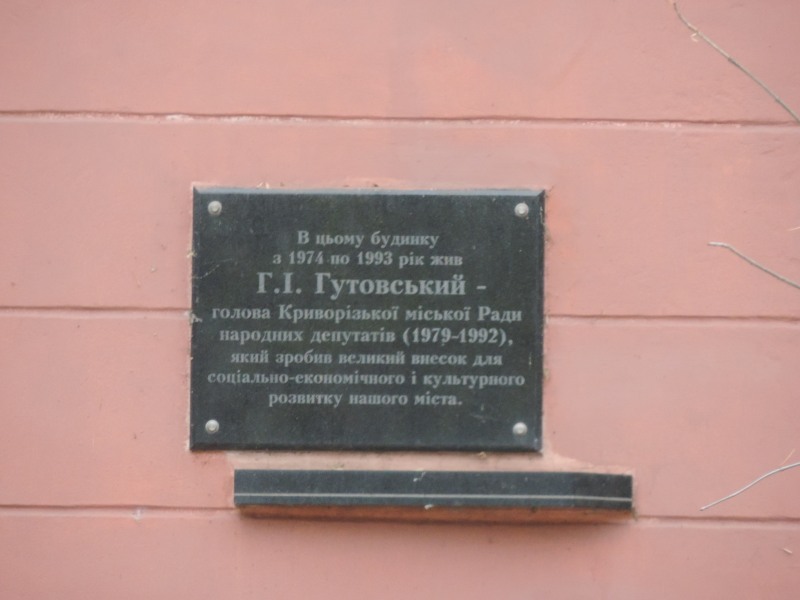 В цьому будинку
з 1974 по 1993 рік жив
Г.І. Гутовський -
голова Криворізької міської Ради
народних депутатів (1979-1992),
який зробив великий внесок для
соціально-економічного і культурного
розвитку нашого міста.